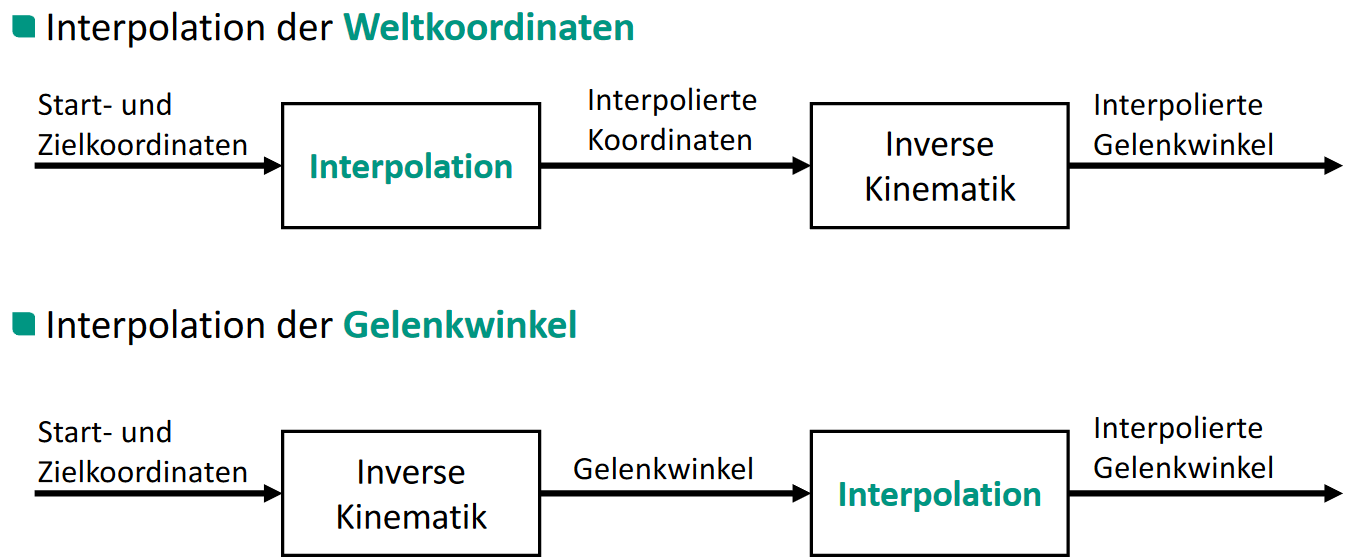 Interpolation der Weltkoordinaten
Start- und
Zielkoordinaten
Interpolation
Interpolierte
Koordinaten
Inverse
Kinematik
Interpolierte
Gelenkwinkel
Interpolation der Gelenkwinkel
Start- und
Zielkoordinaten
Inverse
Kinematik
Gelenkwinkel
Interpolation
Interpolierte
Gelenkwinkel